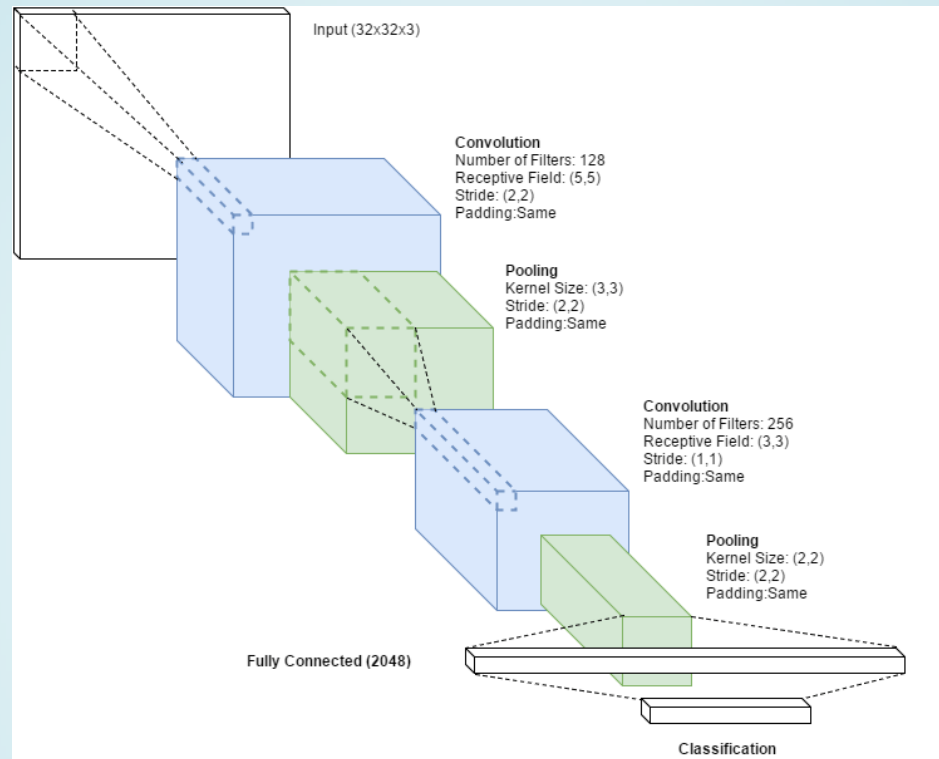 Input (32x32x3)
Convolution
Number of Filters: 128
Receptive Field: (5,5)
Stride: (2,2)
Padding:Same
Pooling
Kernel Size: (3,3)
Stride: (2,2)
Padding:Same
Convolution
Number of Filters: 256
Receptive Field: (3,3)
Stride: (1,1)
Padding:Same
Pooling
Kernel Size: (2,2)
Stride: (2,2)
Padding:Same
Fully Connected (2048)
Classification